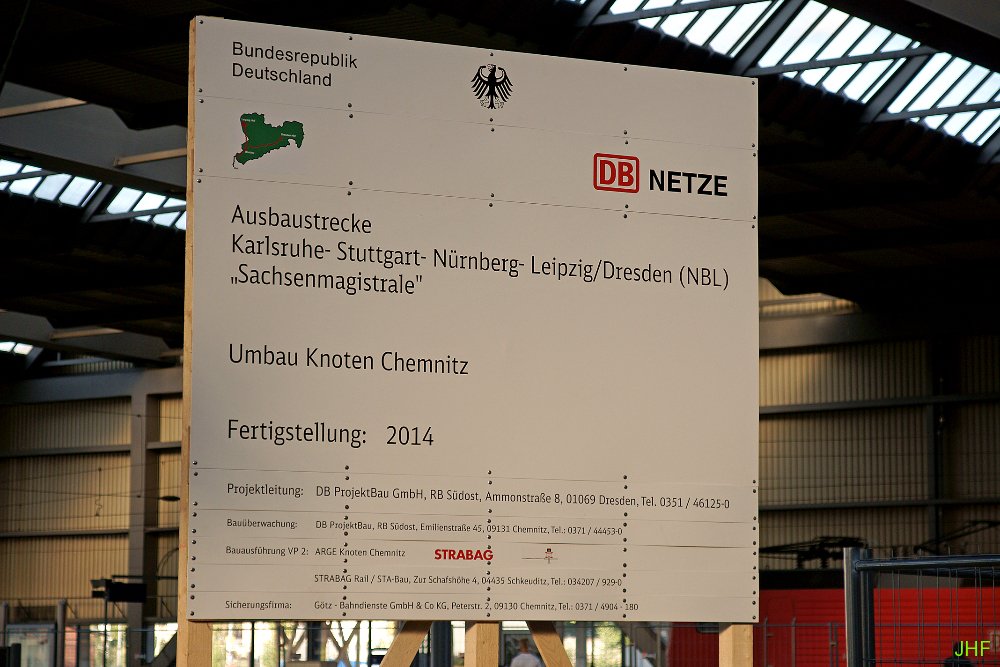 Bundesrepublik
Deutschland
DB NETZE
Ausbaustrecke
Karlsruhe- Stuttgart- Nürnberg- Leipzig/Dresden (NBL)
„Sachsenmagistrale"
Umbau Knoten Chemnitz
Fertigstellung: 2014
Projektleitung: DB ProjektBau GmbH, RB Südost, Ammonstraße 8, 01069 Dresden, Tel. 0351 / 46125-0
Bauüberwachung: DB ProjektBau, RB Südost, Emilienstraße 45, 09131 Chemnitz, Tel.: 0371 / 44453-0
Bauausführung VP 2: ARGE Knoten Chemnitz STRABAG
STRABAG Rail / STA-Bau, Zur Schafshöhe 4, 04435 Schkeuditz, Tel.: 034207 / 929-0
Sicherungsfirma: Götz - Bahndienste GmbH & Co KG, Peterstr. 2, 09130 Chemnitz, Tel.: 0371 / 4904 - 180
JHF